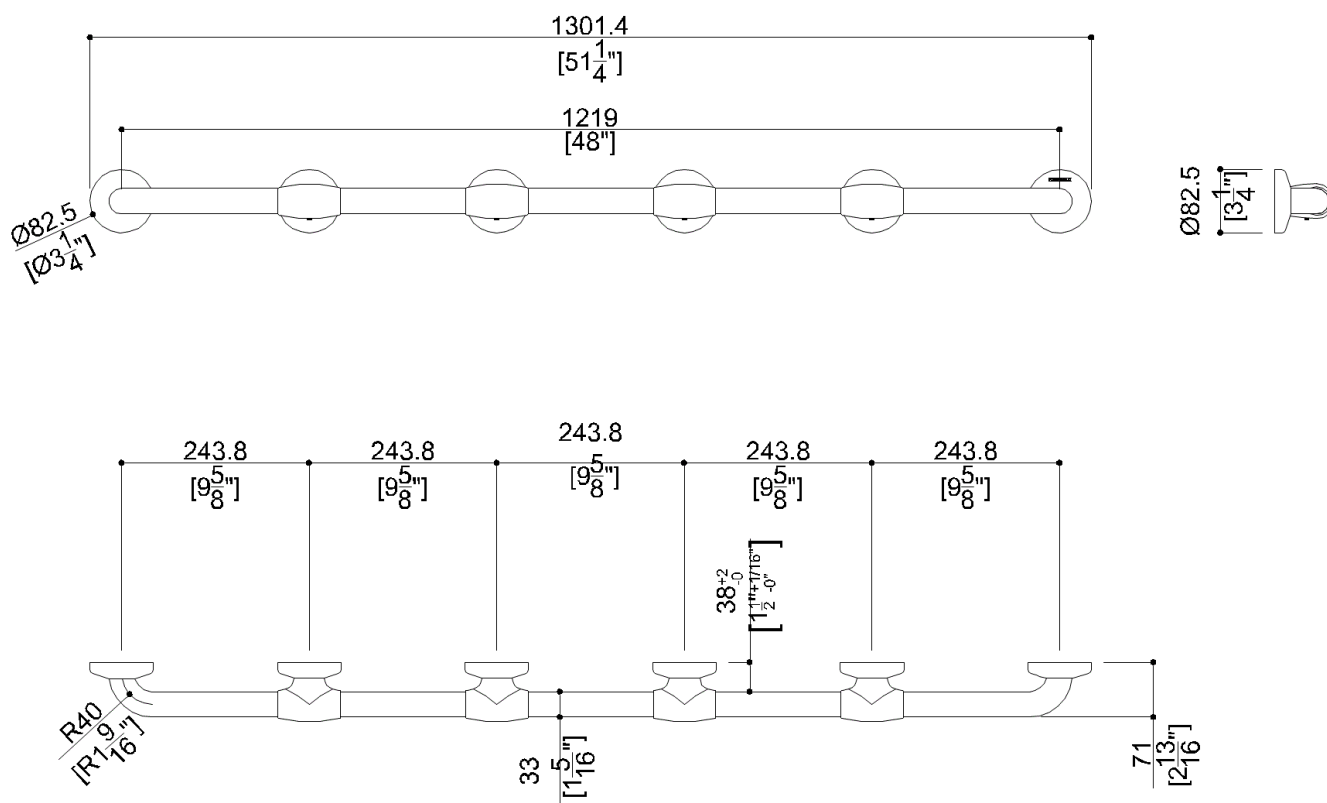 1301.4
[51 1/4"]
1219
[48"]
Ø82.5
[Ø3 1/4"]
Ø82.5
[3 1/4"]
243.8
[9 5/8"]
243.8
[9 5/8"]
243.8
[9 5/8"]
243.8
[9 5/8"]
243.8
[9 5/8"]
38 +2 -0
[1 1/2" +1/16" -0"]
R40
[R1 9/16"]
33
[1 5/16"]
71
[2 13/16"]